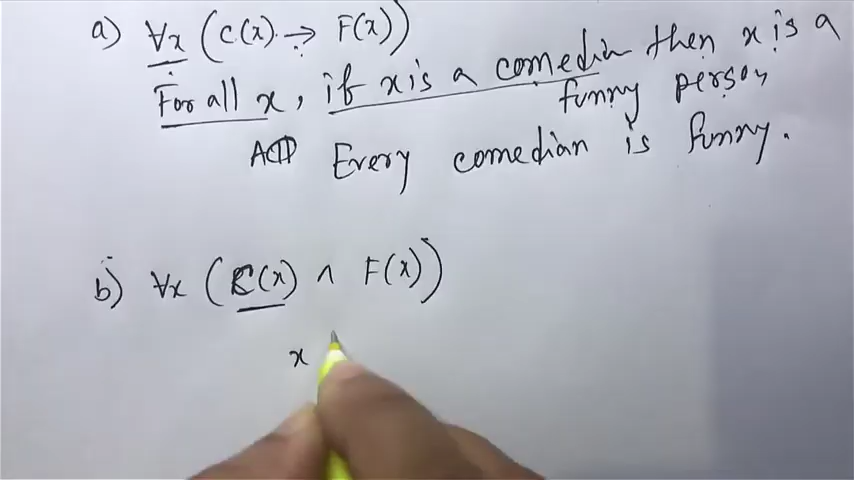 a) ∀x (C(x) → F(x))
For all x, if x is a comedian then x is a
funny person
Every comedian is funny.
b) ∀x (C(x) ∧ F(x))
x